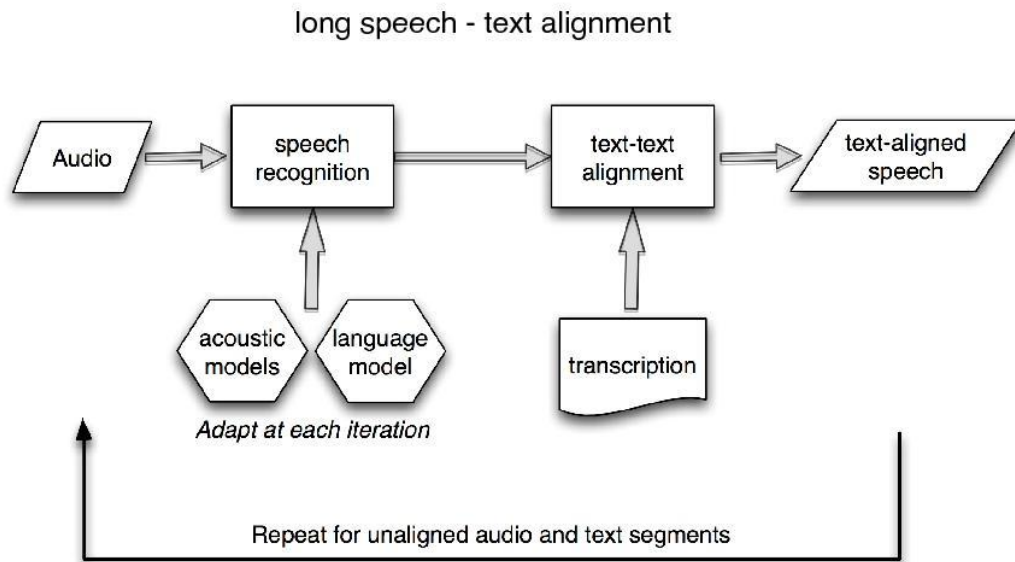 long speech - text alignment
Audio
speech
recognition
text-text
alignment
text-aligned
speech
acoustic
models
language
model
transcription
Adapt at each iteration
Repeat for unaligned audio and text segments